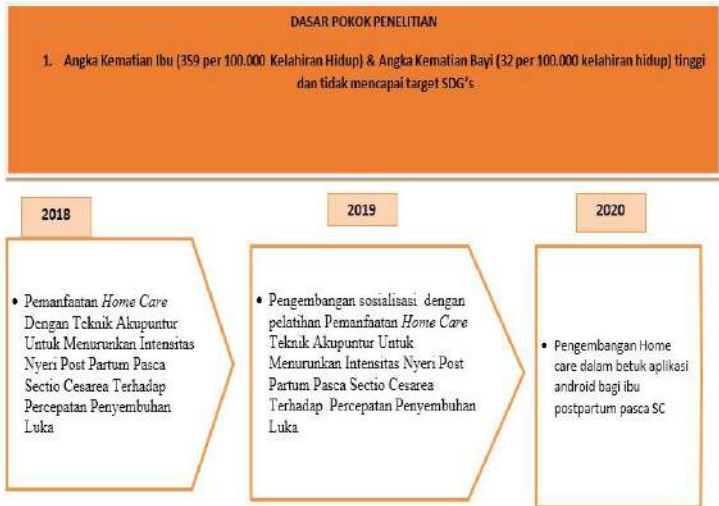 DASAR POKOK PENELITIAN
1. Angka Kematian Ibu (359 per 100.000 Kelahiran Hidup) & Angka Kematian Bayi (32 per 100.000 kelahiran hidup) tinggi
dan tidak mencapai target SDG's
2018
2019
2020
• Pemanfaatan Home Care
Dengan Teknik Akupuntur
Untuk Menurunkan Intensitas
Nyeri Post Partum Pasca
Sectio Cesarea Terhadap
Percepatan Penyembuhan
Luka
• Pengembangan sosialisasi dengan
pelatihan Pemanfaatan Home Care
Teknik Akupuntur Untuk
Menurunkan Intensitas Nyeri Post
Partum Pasca Sectio Cesarea
Terhadap Percepatan Penyembuhan
Luka
• Pengembangan Home
care dalam betuk aplikasi
android bagi ibu
postpartum pasca SC